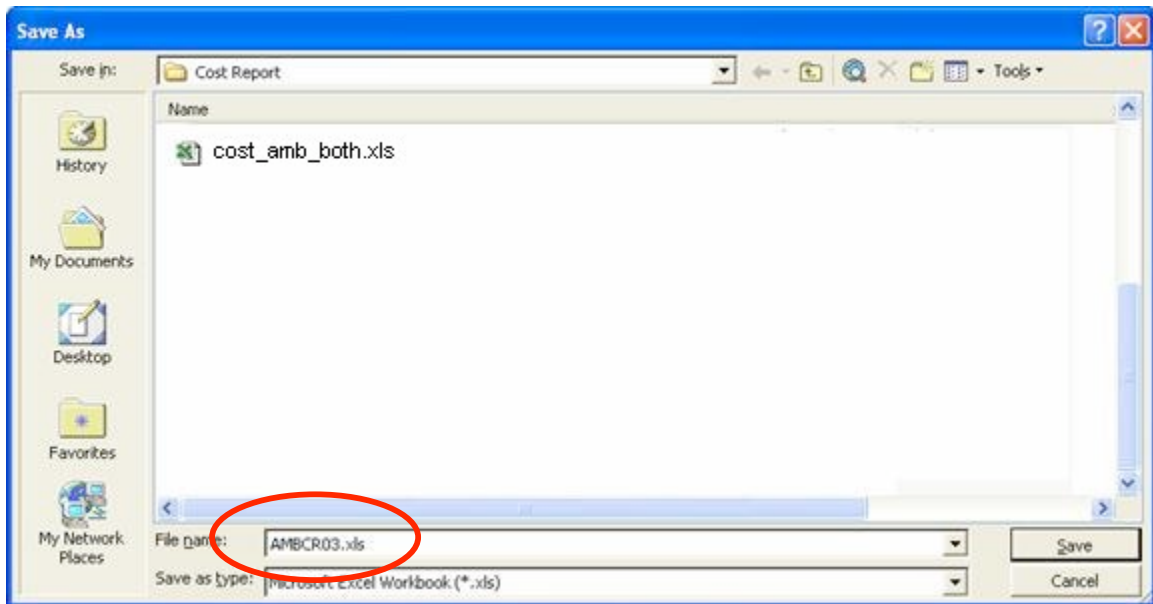 Save As
Save in: Cost Report Tools
Name
cost_amb_both.xls
History
My Documents
Desktop
Favorites
My Network Places
File name: AMBCR03.xls Save
Save as type: Microsoft Excel Workbook (*.xls) Cancel